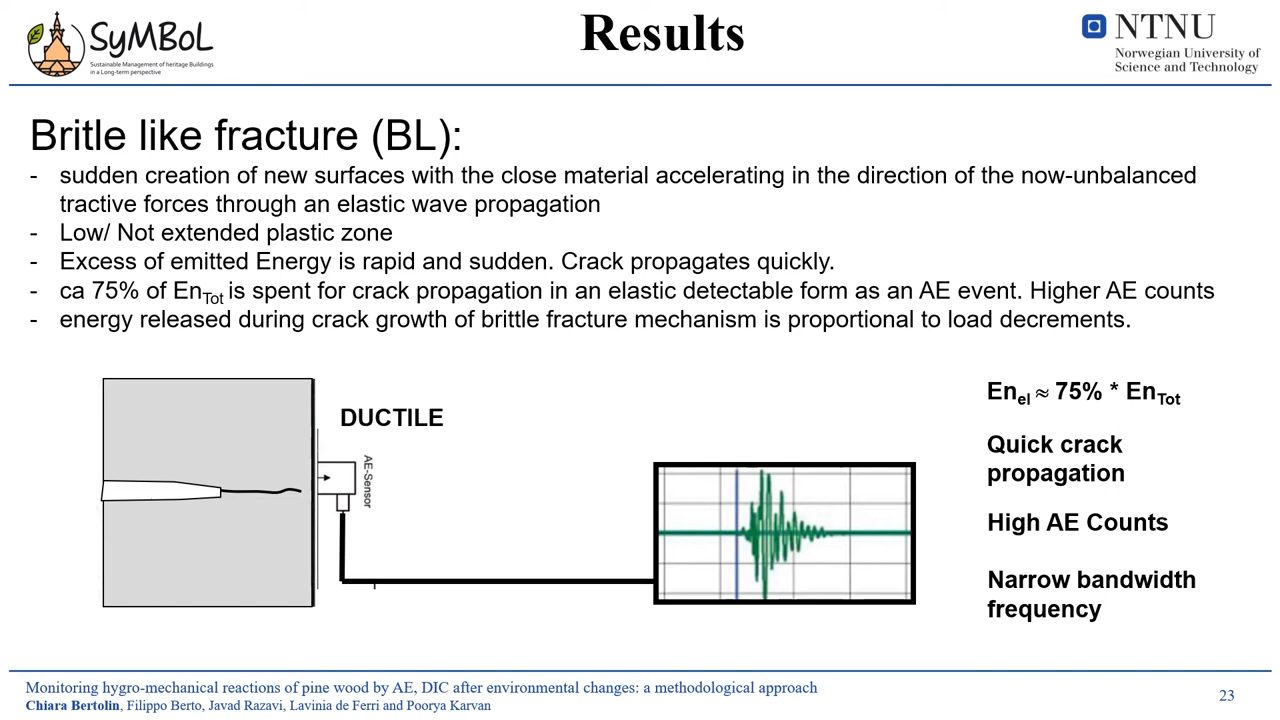 SyMBoL
Sustainable Management of heritage Buildings
in a Long-term perspective
Results
NTNU
Norwegian University of
Science and Technology
Britle like fracture (BL):
- sudden creation of new surfaces with the close material accelerating in the direction of the now-unbalanced
tractive forces through an elastic wave propagation
- Low/ Not extended plastic zone
- Excess of emitted Energy is rapid and sudden. Crack propagates quickly.
- ca 75% of EnTot is spent for crack propagation in an elastic detectable form as an AE event. Higher AE counts
- energy released during crack growth of brittle fracture mechanism is proportional to load decrements.
DUCTILE
AE-Sensor
Enel ≈ 75% * EnTot
Quick crack
propagation
High AE Counts
Narrow bandwidth
frequency
Monitoring hygro-mechanical reactions of pine wood by AE, DIC after environmental changes: a methodological approach
Chiara Bertolin, Filippo Berto, Javad Razavi, Lavinia de Ferri and Poorya Karvan
23